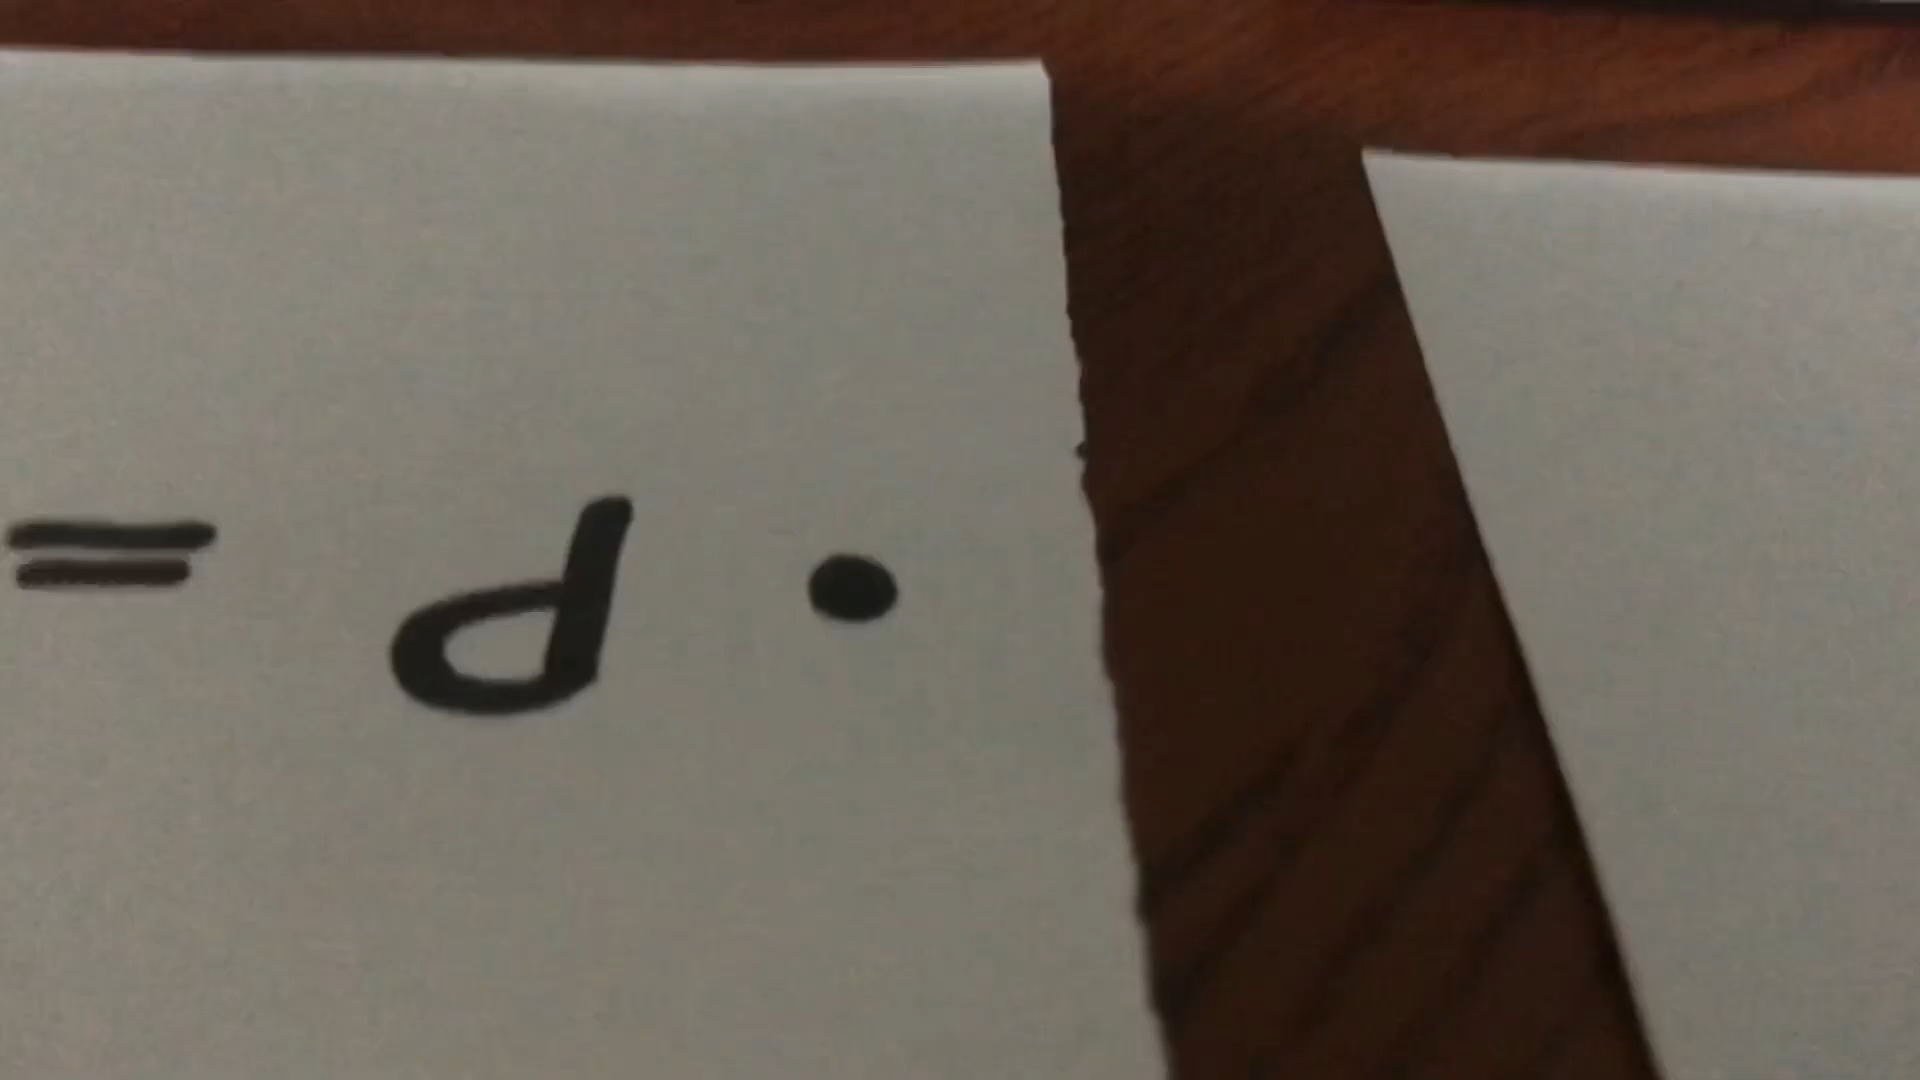 = d •